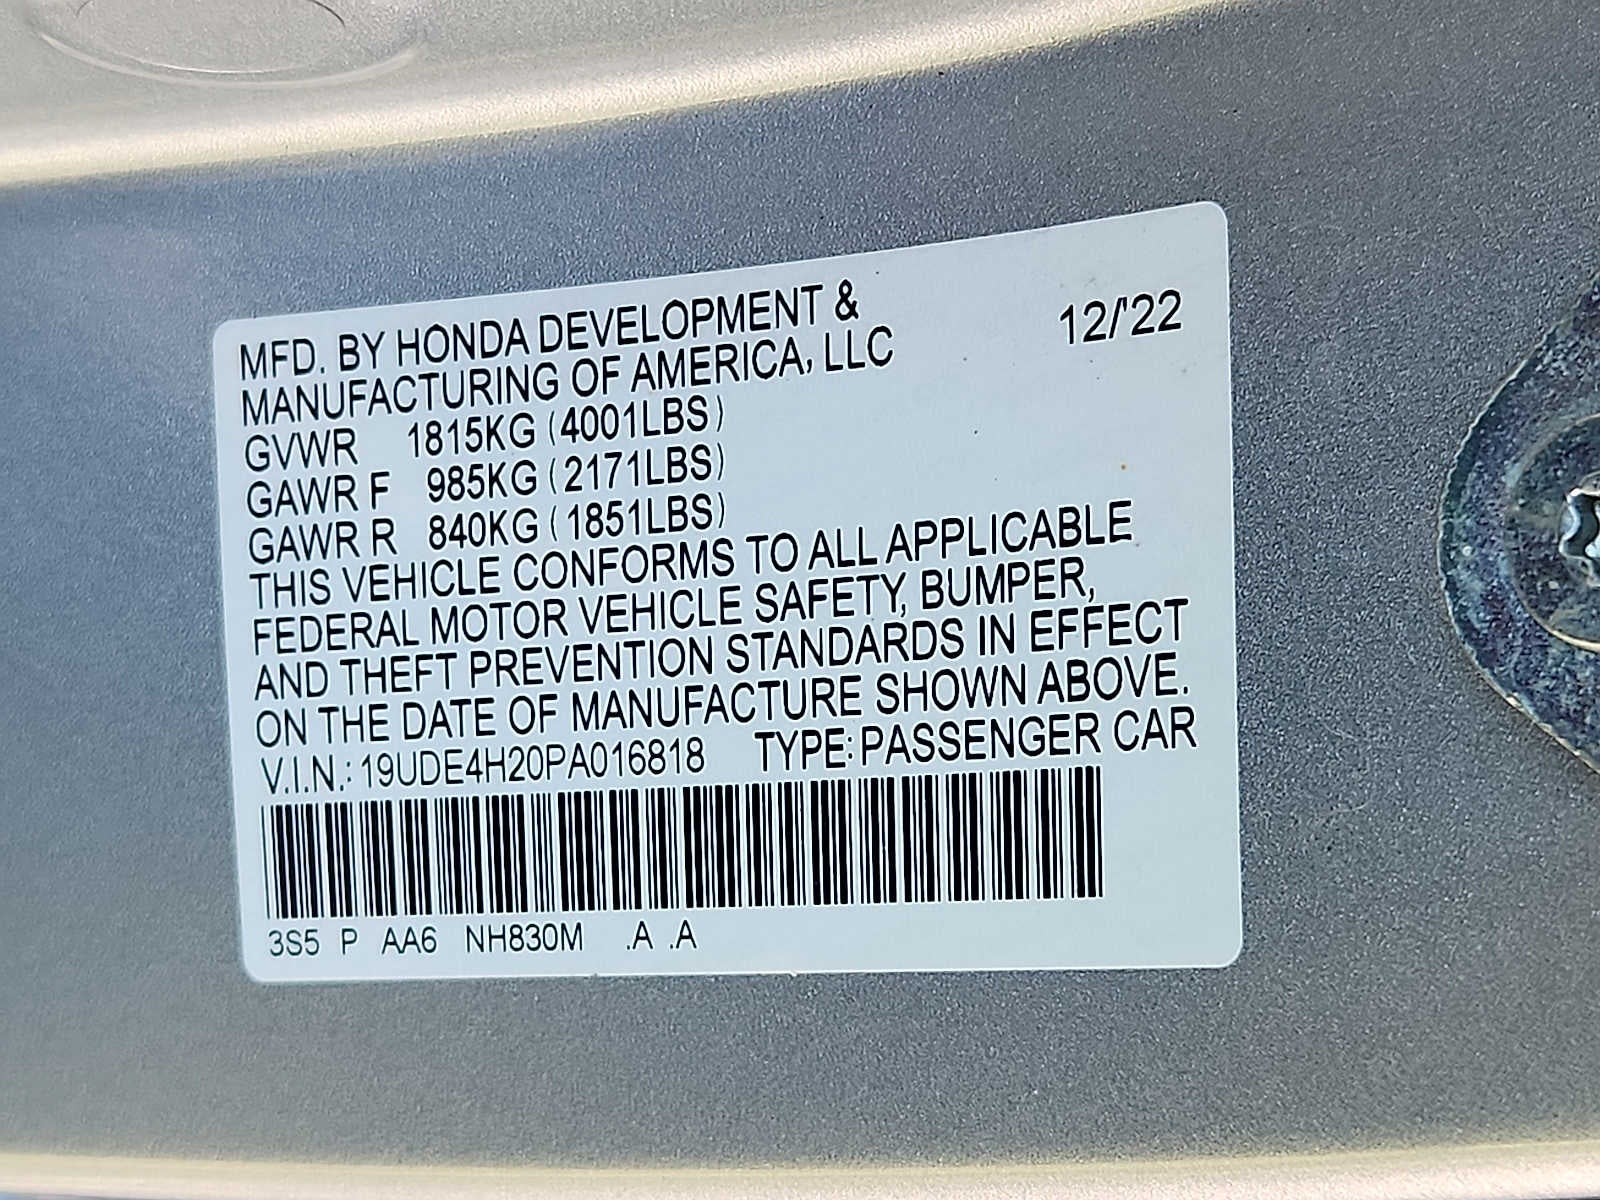 MFD. BY HONDA DEVELOPMENT & 12/'22
MANUFACTURING OF AMERICA, LLC
GVWR 1815KG (4001LBS)
GAWR F 985KG (2171LBS)
GAWR R 840KG (1851LBS)
THIS VEHICLE CONFORMS TO ALL APPLICABLE
FEDERAL MOTOR VEHICLE SAFETY, BUMPER,
AND THEFT PREVENTION STANDARDS IN EFFECT
ON THE DATE OF MANUFACTURE SHOWN ABOVE.
V.I.N.: 19UDE4H20PA016818 TYPE: PASSENGER CAR
3S5 P AA6 NH830M .A .A